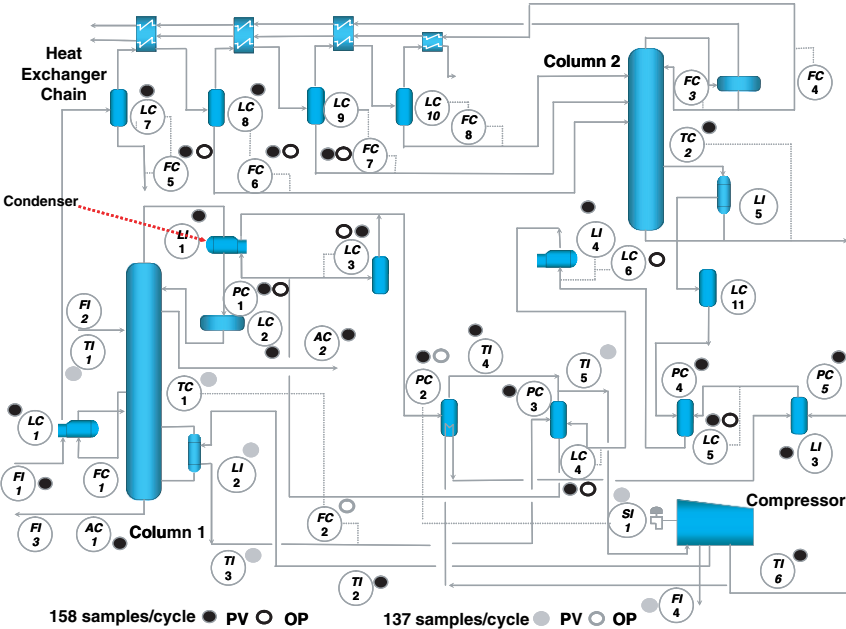 Heat
Exchanger
Chain
LC
7
LC
8
LC
9
LC
10
FC
8
FC
5
FC
6
FC
7
Column 2
FC
3
FC
4
TC
2
LI
5
Condenser
LI
1
LC
3
LI
4
LC
6
LC
11
PC
1
LC
2
AC
2
FI
2
TI
1
TC
1
PC
2
TI
4
TI
5
PC
3
PC
4
PC
5
LC
1
LC
5
LI
3
FI
1
FC
1
LI
2
LC
4
FI
3
AC
1
Column 1
FC
2
SI
1
Compressor
TI
3
TI
2
TI
6
FI
4
158 samples/cycle PV OP
137 samples/cycle PV OP